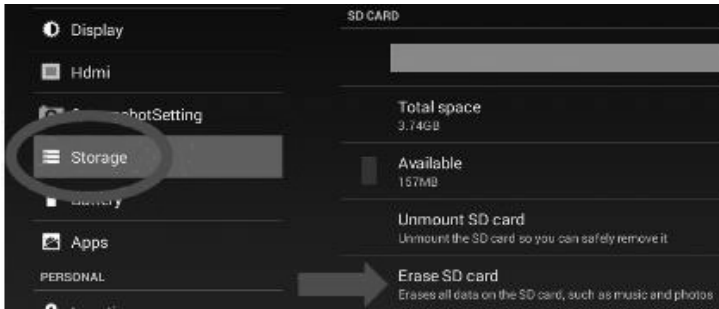 Display
Hdmi
ScreenshotSetting
Storage
Battery
Apps
PERSONAL
SD CARD
Total space
3.74GB
Available
157MB
Unmount SD card
Unmount the SD card so you can safely remove it
Erase SD card
Erases all data on the SD card, such as music and photos